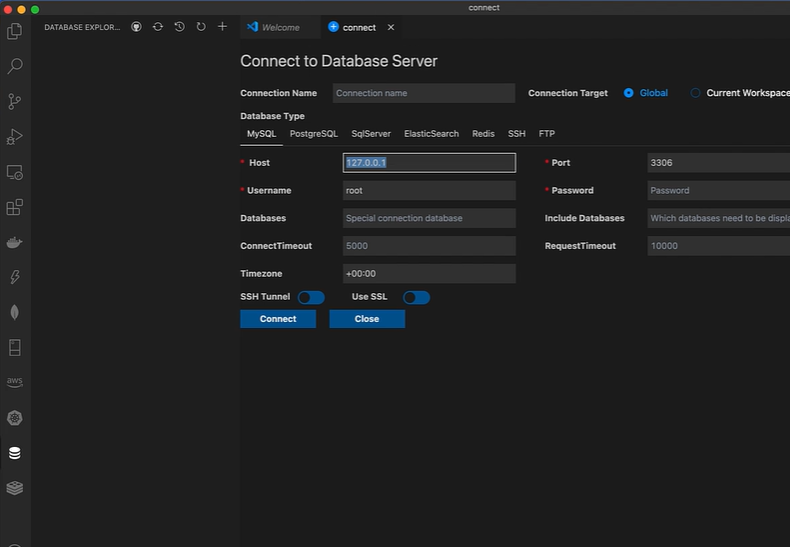 connect
DATABASE EXPLOR...
Welcome
connect
Connect to Database Server
Connection Name Connection name Connection Target Global Current Workspace
Database Type
MySQL PostgreSQL SqlServer ElasticSearch Redis SSH FTP
* Host 127.0.0.1 * Port 3306
* Username root * Password Password
Databases Special connection database Include Databases Which databases need to be displa
ConnectTimeout 5000 RequestTimeout 10000
Timezone +00:00
SSH Tunnel Use SSL
Connect Close
aws